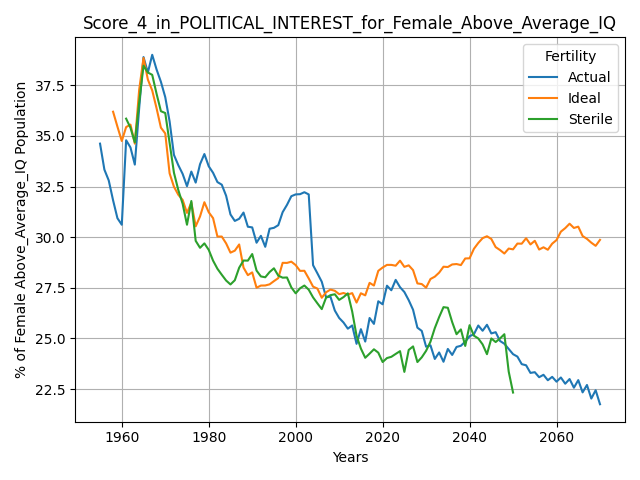 Score_4_in_POLITICAL_INTEREST_for_Female_Above_Average_IQ
% of Female Above_Average_IQ Population
37.5
35.0
32.5
30.0
27.5
25.0
22.5
Fertility
Actual
Ideal
Sterile
1960 1980 2000 2020 2040 2060
Years